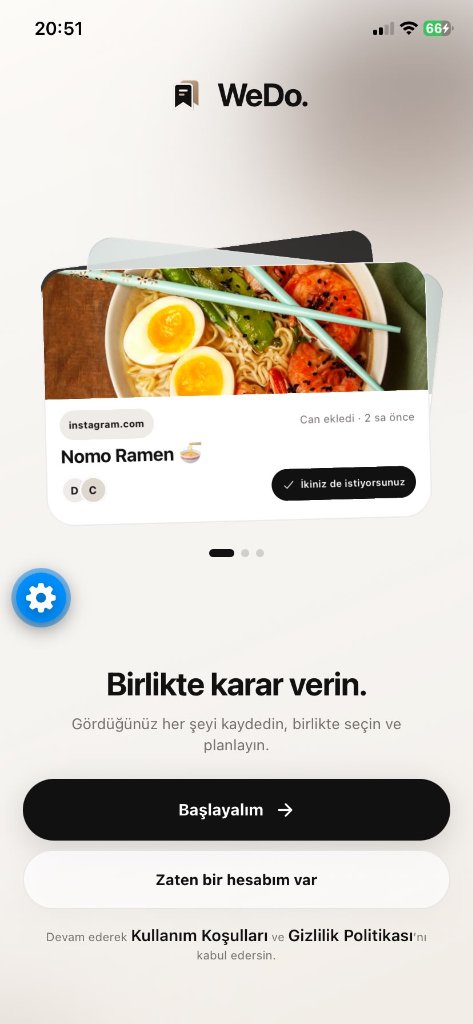 20:51
66
WeDo.
instagram.com
Can ekledi · 2 sa önce
Nomo Ramen 🍜
D C
✓ İkiniz de istiyorsunuz
Birlikte karar verin.
Gördüğünüz her şeyi kaydedin, birlikte seçin ve
planlayın.
Başlayalım →
Zaten bir hesabım var
Devam ederek Kullanım Koşulları ve Gizlilik Politikası'nı
kabul edersin.